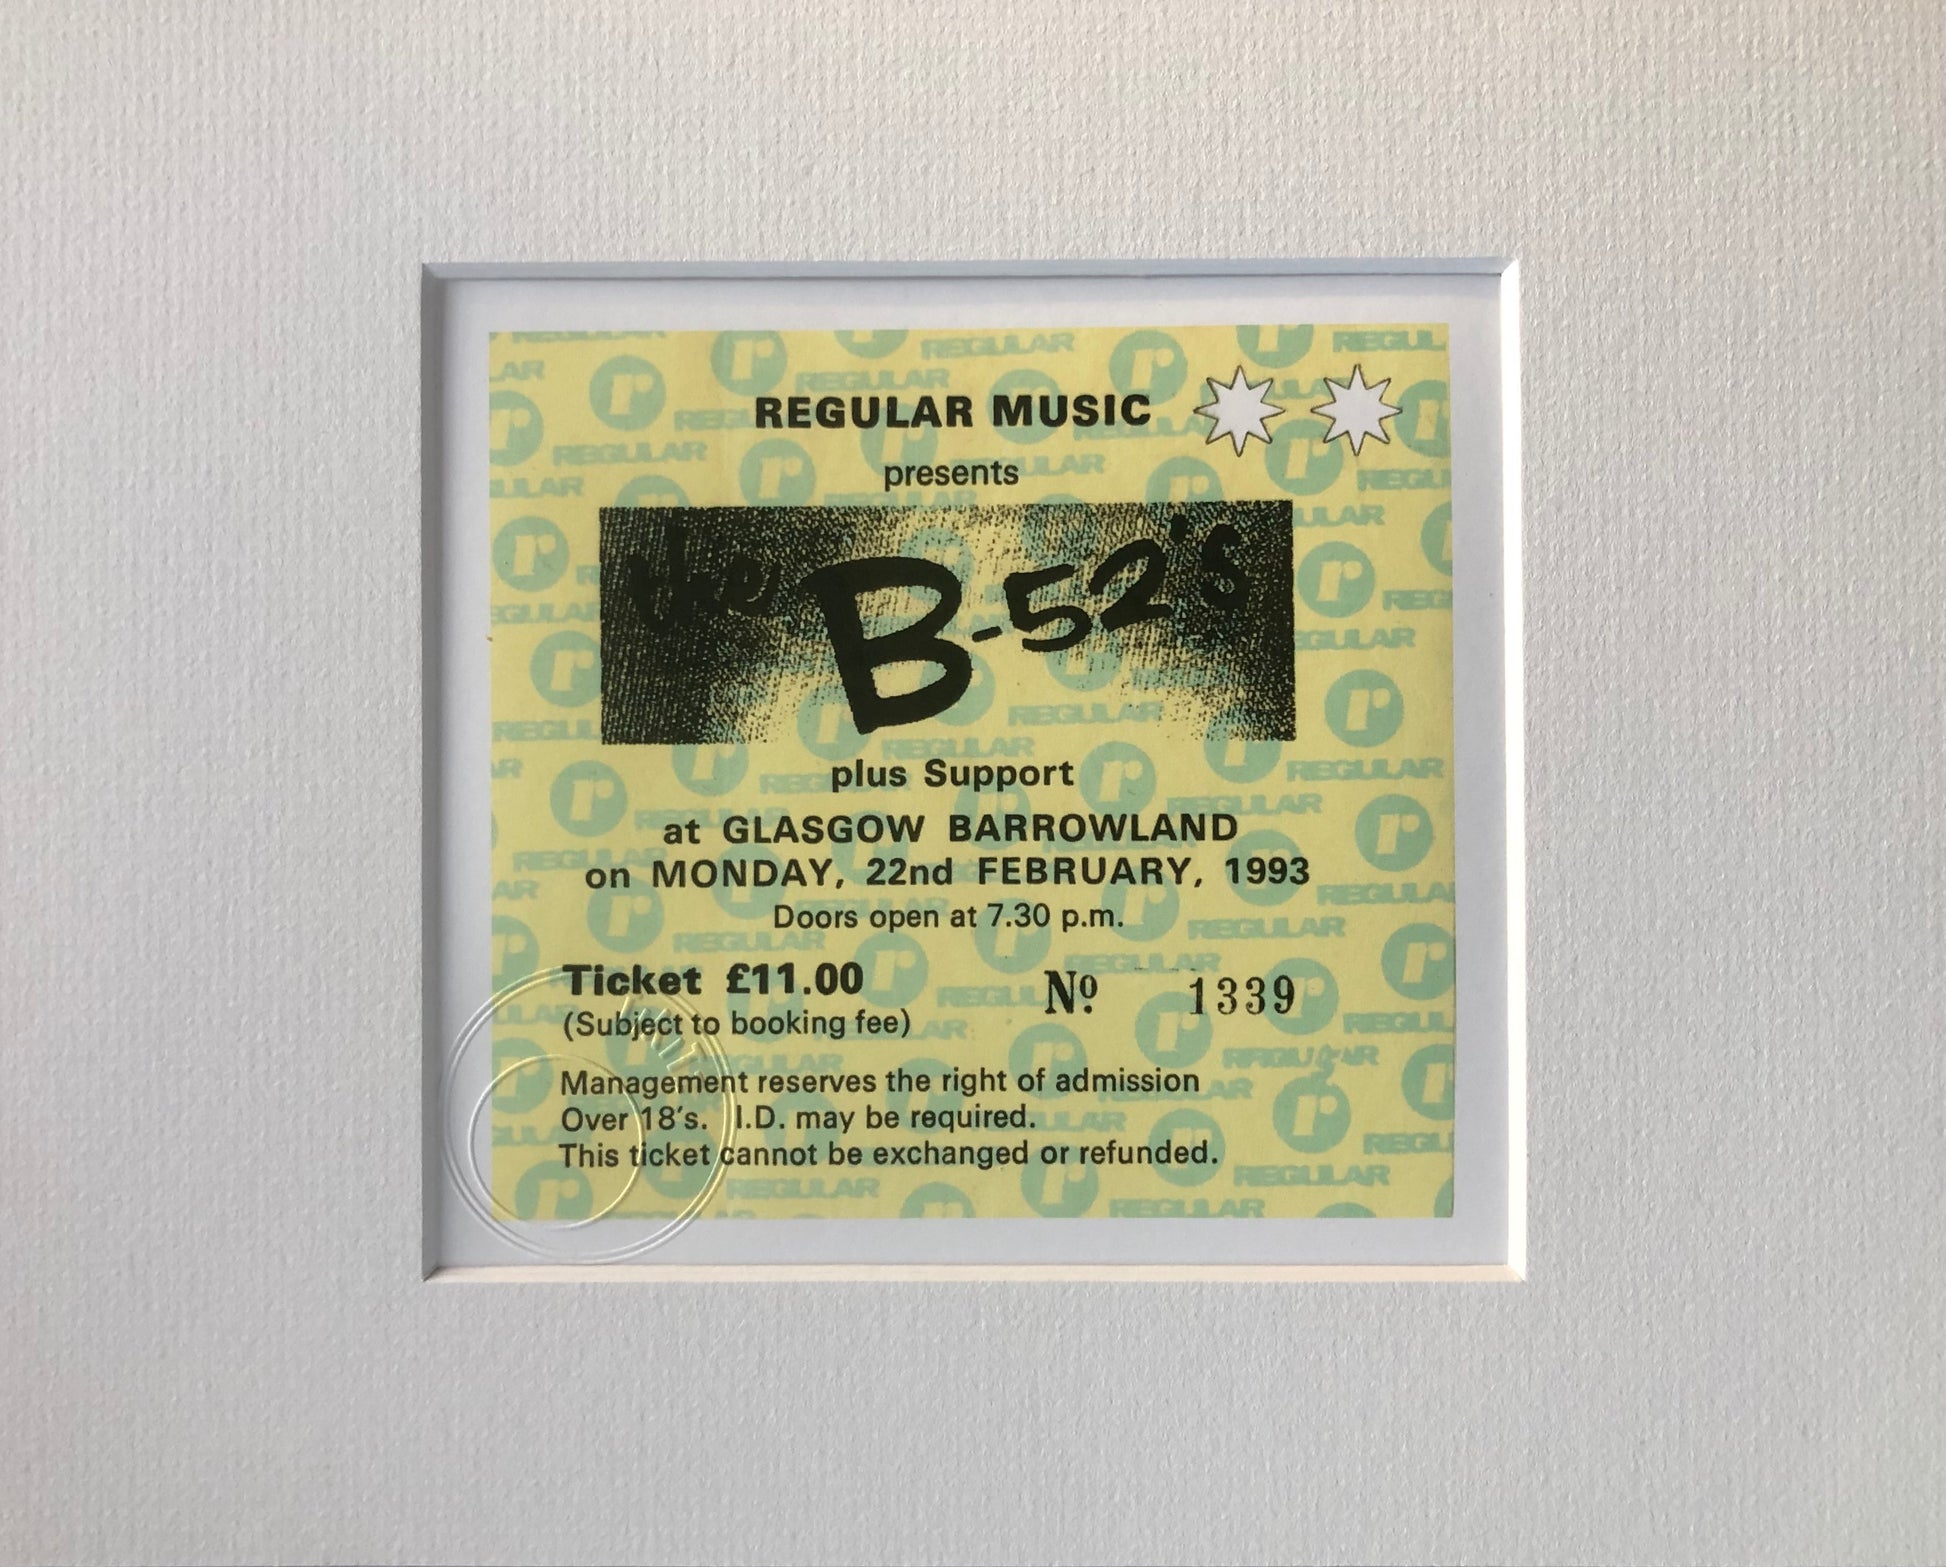 REGULAR MUSIC
presents
the B-52's
plus Support
at GLASGOW BARROWLAND
on MONDAY, 22nd FEBRUARY, 1993
Doors open at 7.30 p.m.
Ticket £11.00
Nº 1339
(Subject to booking fee)
Management reserves the right of admission
Over 18's. I.D. may be required.
This ticket cannot be exchanged or refunded.